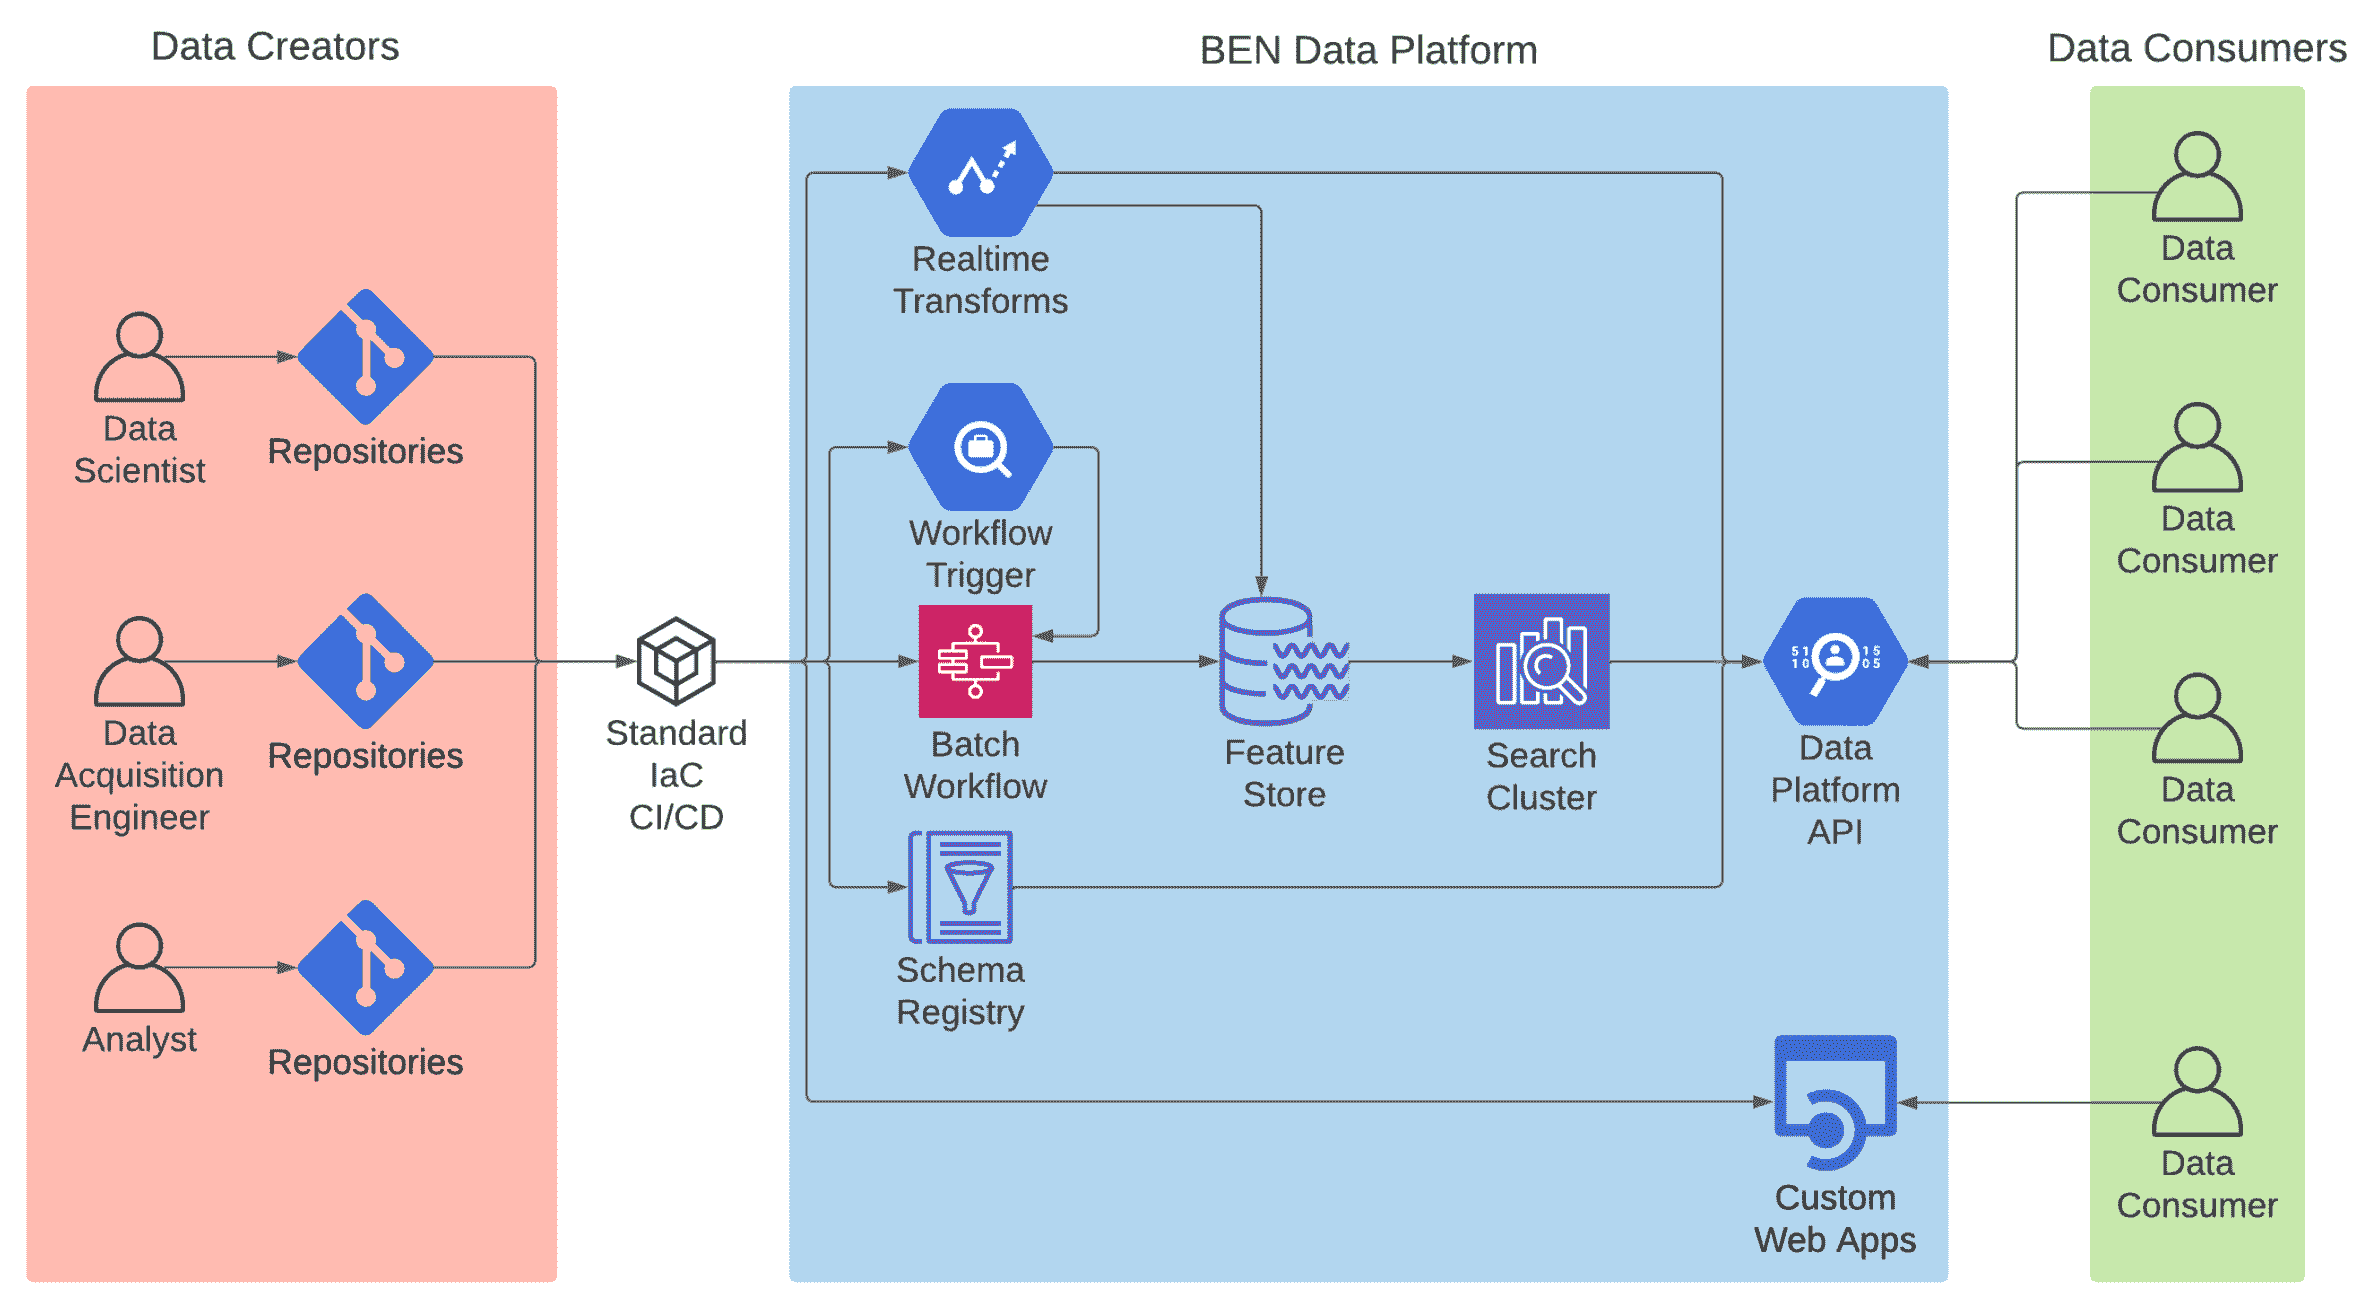 Data Creators
BEN Data Platform
Data Consumers
Data
Scientist
Repositories
Data
Acquisition
Engineer
Repositories
Analyst
Repositories
Standard
IaC
CI/CD
Realtime
Transforms
Workflow
Trigger
Batch
Workflow
Schema
Registry
Feature
Store
Search
Cluster
51
10
15
05
Data
Platform
API
Custom
Web Apps
Data
Consumer
Data
Consumer
Data
Consumer
Data
Consumer